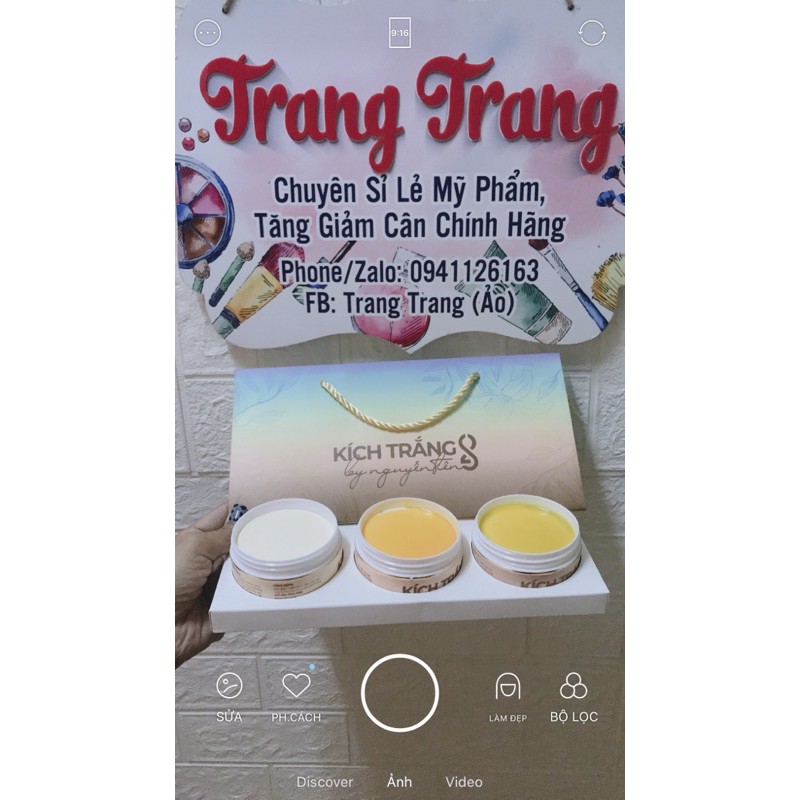 9:16
Trang Trang
Chuyên Sỉ Lẻ Mỹ Phẩm,
Tăng Giảm Cân Chính Hãng
Phone/Zalo: 0941126163
FB: Trang Trang (Ảo)
KÍCH TRẮNG
by nguyễn tên
KÍCH TRẮNG
KÍCH TRẮNG
SỬA
PH.CÁCH
LÀM ĐẸP
BỘ LỌC
Discover
Ảnh
Video